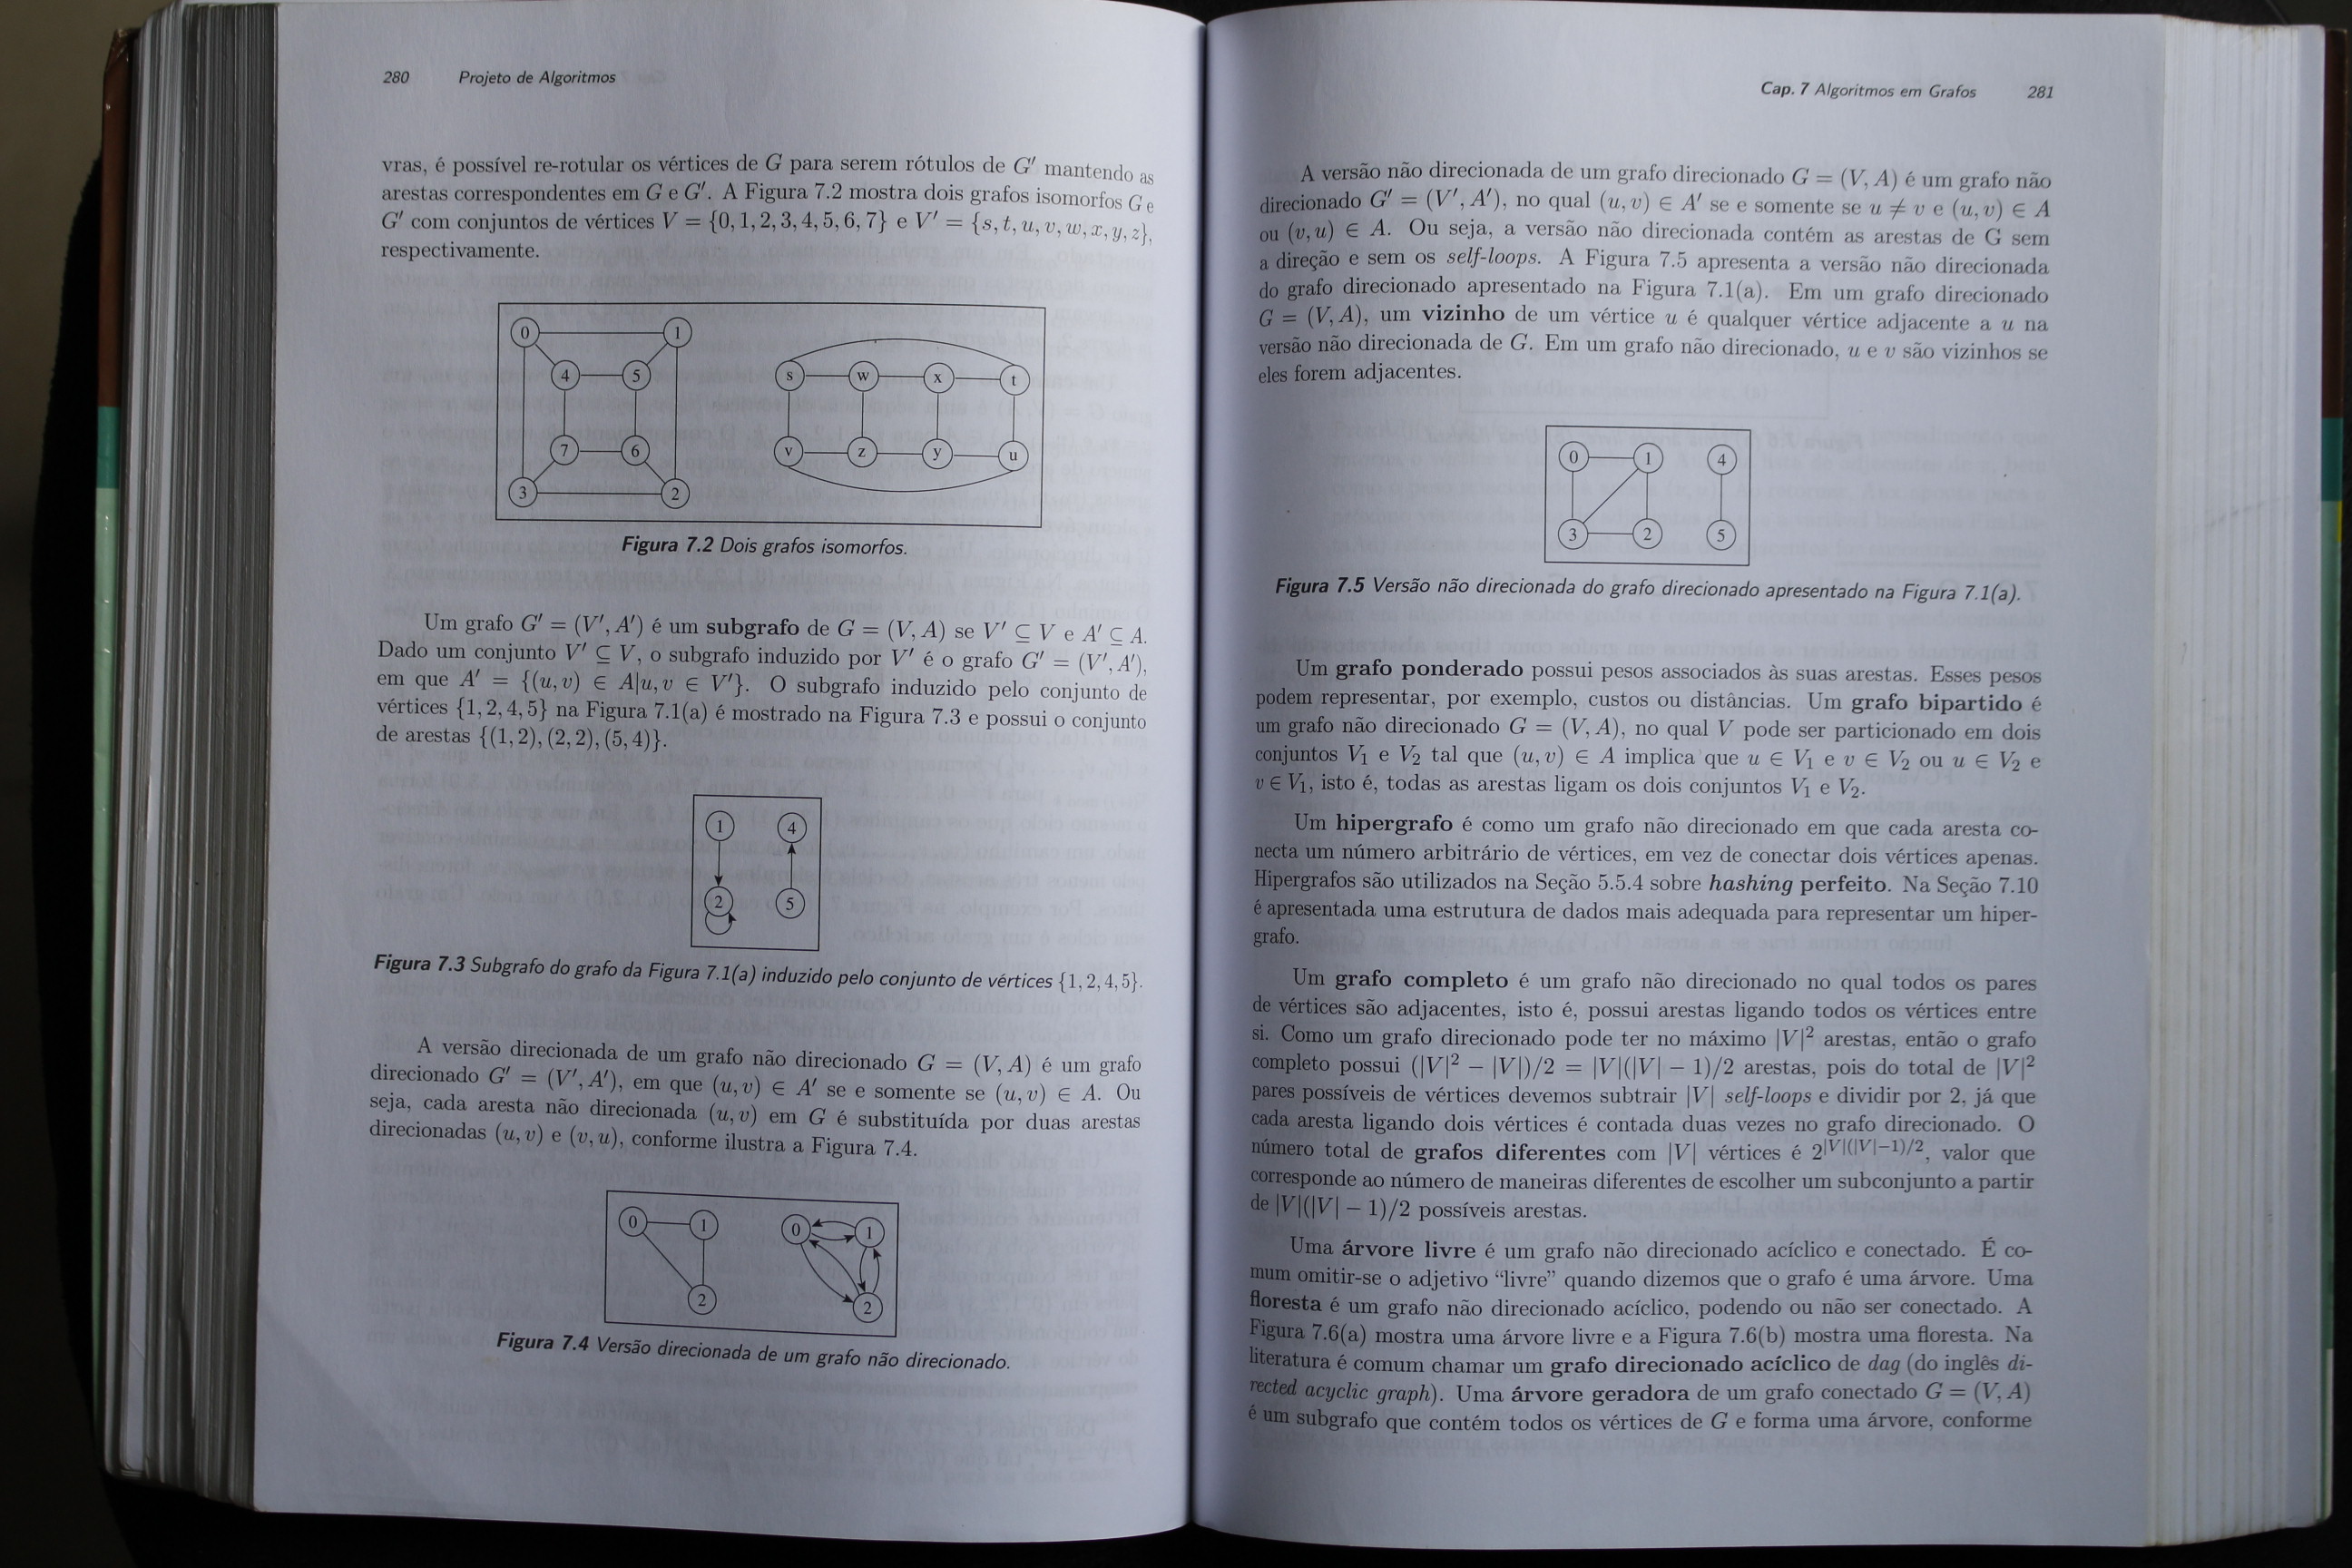 280 Projeto de Algoritmos
vras, é possível re-rotular os vértices de G para serem rótulos de G′ mantendo as
arestas correspondentes em G e G′. A Figura 7.2 mostra dois grafos isomorfos G e
G′ com conjuntos de vértices V = {0, 1, 2, 3, 4, 5, 6, 7} e V′ = {s, t, u, v, w, x, y, z},
respectivamente.
0 1 s w x t
4 5
7 6 v z y u
3 2
Figura 7.2 Dois grafos isomorfos.
Um grafo G′ = (V′, A′) é um subgrafo de G = (V, A) se V′ ⊆ V e A′ ⊆ A.
Dado um conjunto V′ ⊆ V, o subgrafo induzido por V′ é o grafo G′ = (V′, A′),
em que A′ = {(u, v) ∈ A|u, v ∈ V′}. O subgrafo induzido pelo conjunto de
vértices {1, 2, 4, 5} na Figura 7.1(a) é mostrado na Figura 7.3 e possui o conjunto
de arestas {(1, 2), (2, 2), (5, 4)}.
1 4
2 5
Figura 7.3 Subgrafo do grafo da Figura 7.1(a) induzido pelo conjunto de vértices {1, 2, 4, 5}.
A versão direcionada de um grafo não direcionado G = (V, A) é um grafo
direcionado G′ = (V′, A′), em que (u, v) ∈ A′ se e somente se (u, v) ∈ A. Ou
seja, cada aresta não direcionada (u, v) em G é substituída por duas arestas
direcionadas (u, v) e (v, u), conforme ilustra a Figura 7.4.
0 1 0 1
2 2
Figura 7.4 Versão direcionada de um grafo não direcionado.
Cap. 7 Algoritmos em Grafos 281
A versão não direcionada de um grafo direcionado G = (V, A) é um grafo não
direcionado G′ = (V′, A′), no qual (u, v) ∈ A′ se e somente se u ≠ v e (u, v) ∈ A
ou (v, u) ∈ A. Ou seja, a versão não direcionada contém as arestas de G sem
a direção e sem os self-loops. A Figura 7.5 apresenta a versão não direcionada
do grafo direcionado apresentado na Figura 7.1(a). Em um grafo direcionado
G = (V, A), um vizinho de um vértice u é qualquer vértice adjacente a u na
versão não direcionada de G. Em um grafo não direcionado, u e v são vizinhos se
eles forem adjacentes.
0 1 4
3 2 5
Figura 7.5 Versão não direcionada do grafo direcionado apresentado na Figura 7.1(a).
Um grafo ponderado possui pesos associados às suas arestas. Esses pesos
podem representar, por exemplo, custos ou distâncias. Um grafo bipartido é
um grafo não direcionado G = (V, A), no qual V pode ser particionado em dois
conjuntos V₁ e V₂ tal que (u, v) ∈ A implica que u ∈ V₁ e v ∈ V₂ ou u ∈ V₂ e
v ∈ V₁, isto é, todas as arestas ligam os dois conjuntos V₁ e V₂.
Um hipergrafo é como um grafo não direcionado em que cada aresta co-
necta um número arbitrário de vértices, em vez de conectar dois vértices apenas.
Hipergrafos são utilizados na Seção 5.5.4 sobre hashing perfeito. Na Seção 7.10
é apresentada uma estrutura de dados mais adequada para representar um hiper-
grafo.
Um grafo completo é um grafo não direcionado no qual todos os pares
de vértices são adjacentes, isto é, possui arestas ligando todos os vértices entre
si. Como um grafo direcionado pode ter no máximo |V|² arestas, então o grafo
completo possui (|V|² − |V|)/2 = |V|(|V| − 1)/2 arestas, pois do total de |V|²
pares possíveis de vértices devemos subtrair |V| self-loops e dividir por 2, já que
cada aresta ligando dois vértices é contada duas vezes no grafo direcionado. O
número total de grafos diferentes com |V| vértices é 2^{|V|(|V|−1)/2}, valor que
corresponde ao número de maneiras diferentes de escolher um subconjunto a partir
de |V|(|V| − 1)/2 possíveis arestas.
Uma árvore livre é um grafo não direcionado acíclico e conectado. É co-
mum omitir-se o adjetivo “livre” quando dizemos que o grafo é uma árvore. Uma
floresta é um grafo não direcionado acíclico, podendo ou não ser conectado. A
Figura 7.6(a) mostra uma árvore livre e a Figura 7.6(b) mostra uma floresta. Na
literatura é comum chamar um grafo direcionado acíclico de dag (do inglês di-
rected acyclic graph). Uma árvore geradora de um grafo conectado G = (V, A)
é um subgrafo que contém todos os vértices de G e forma uma árvore, conforme